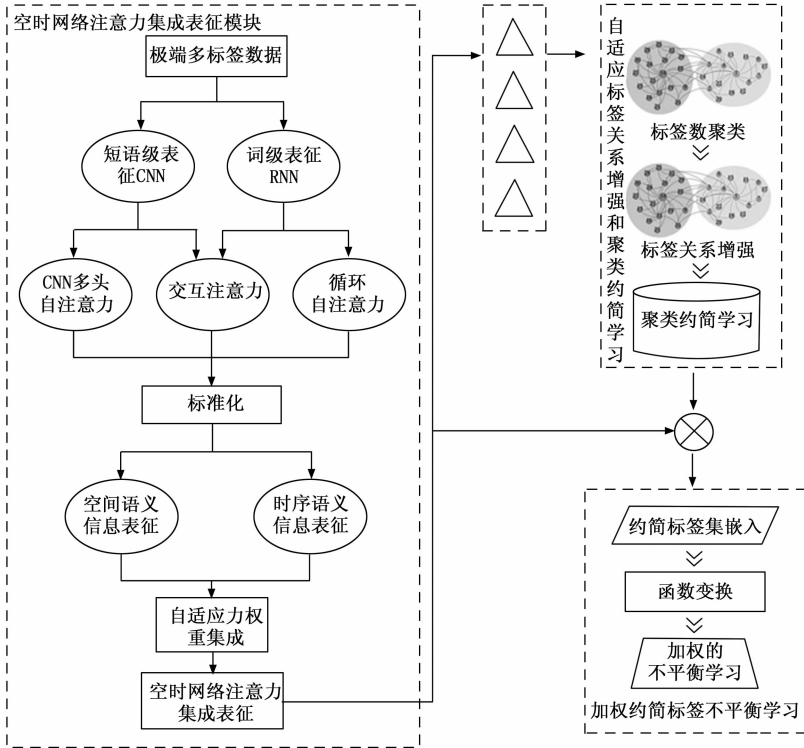 空时网络注意力集成表征模块
极端多标签数据
短语级表
征CNN
词级表征
RNN
CNN多头
自注意力
交互注意力
循环
自注意力
标准化
空间语义
信息表征
时序语义
信息表征
自适应力权
重集成
空时网络注意力
集成表征
自适应标签关系增强和聚类约简学习
标签数聚类
标签关系增强
聚类约简学习
约简标签集嵌入
函数变换
加权的
不平衡学习
加权约简标签不平衡学习